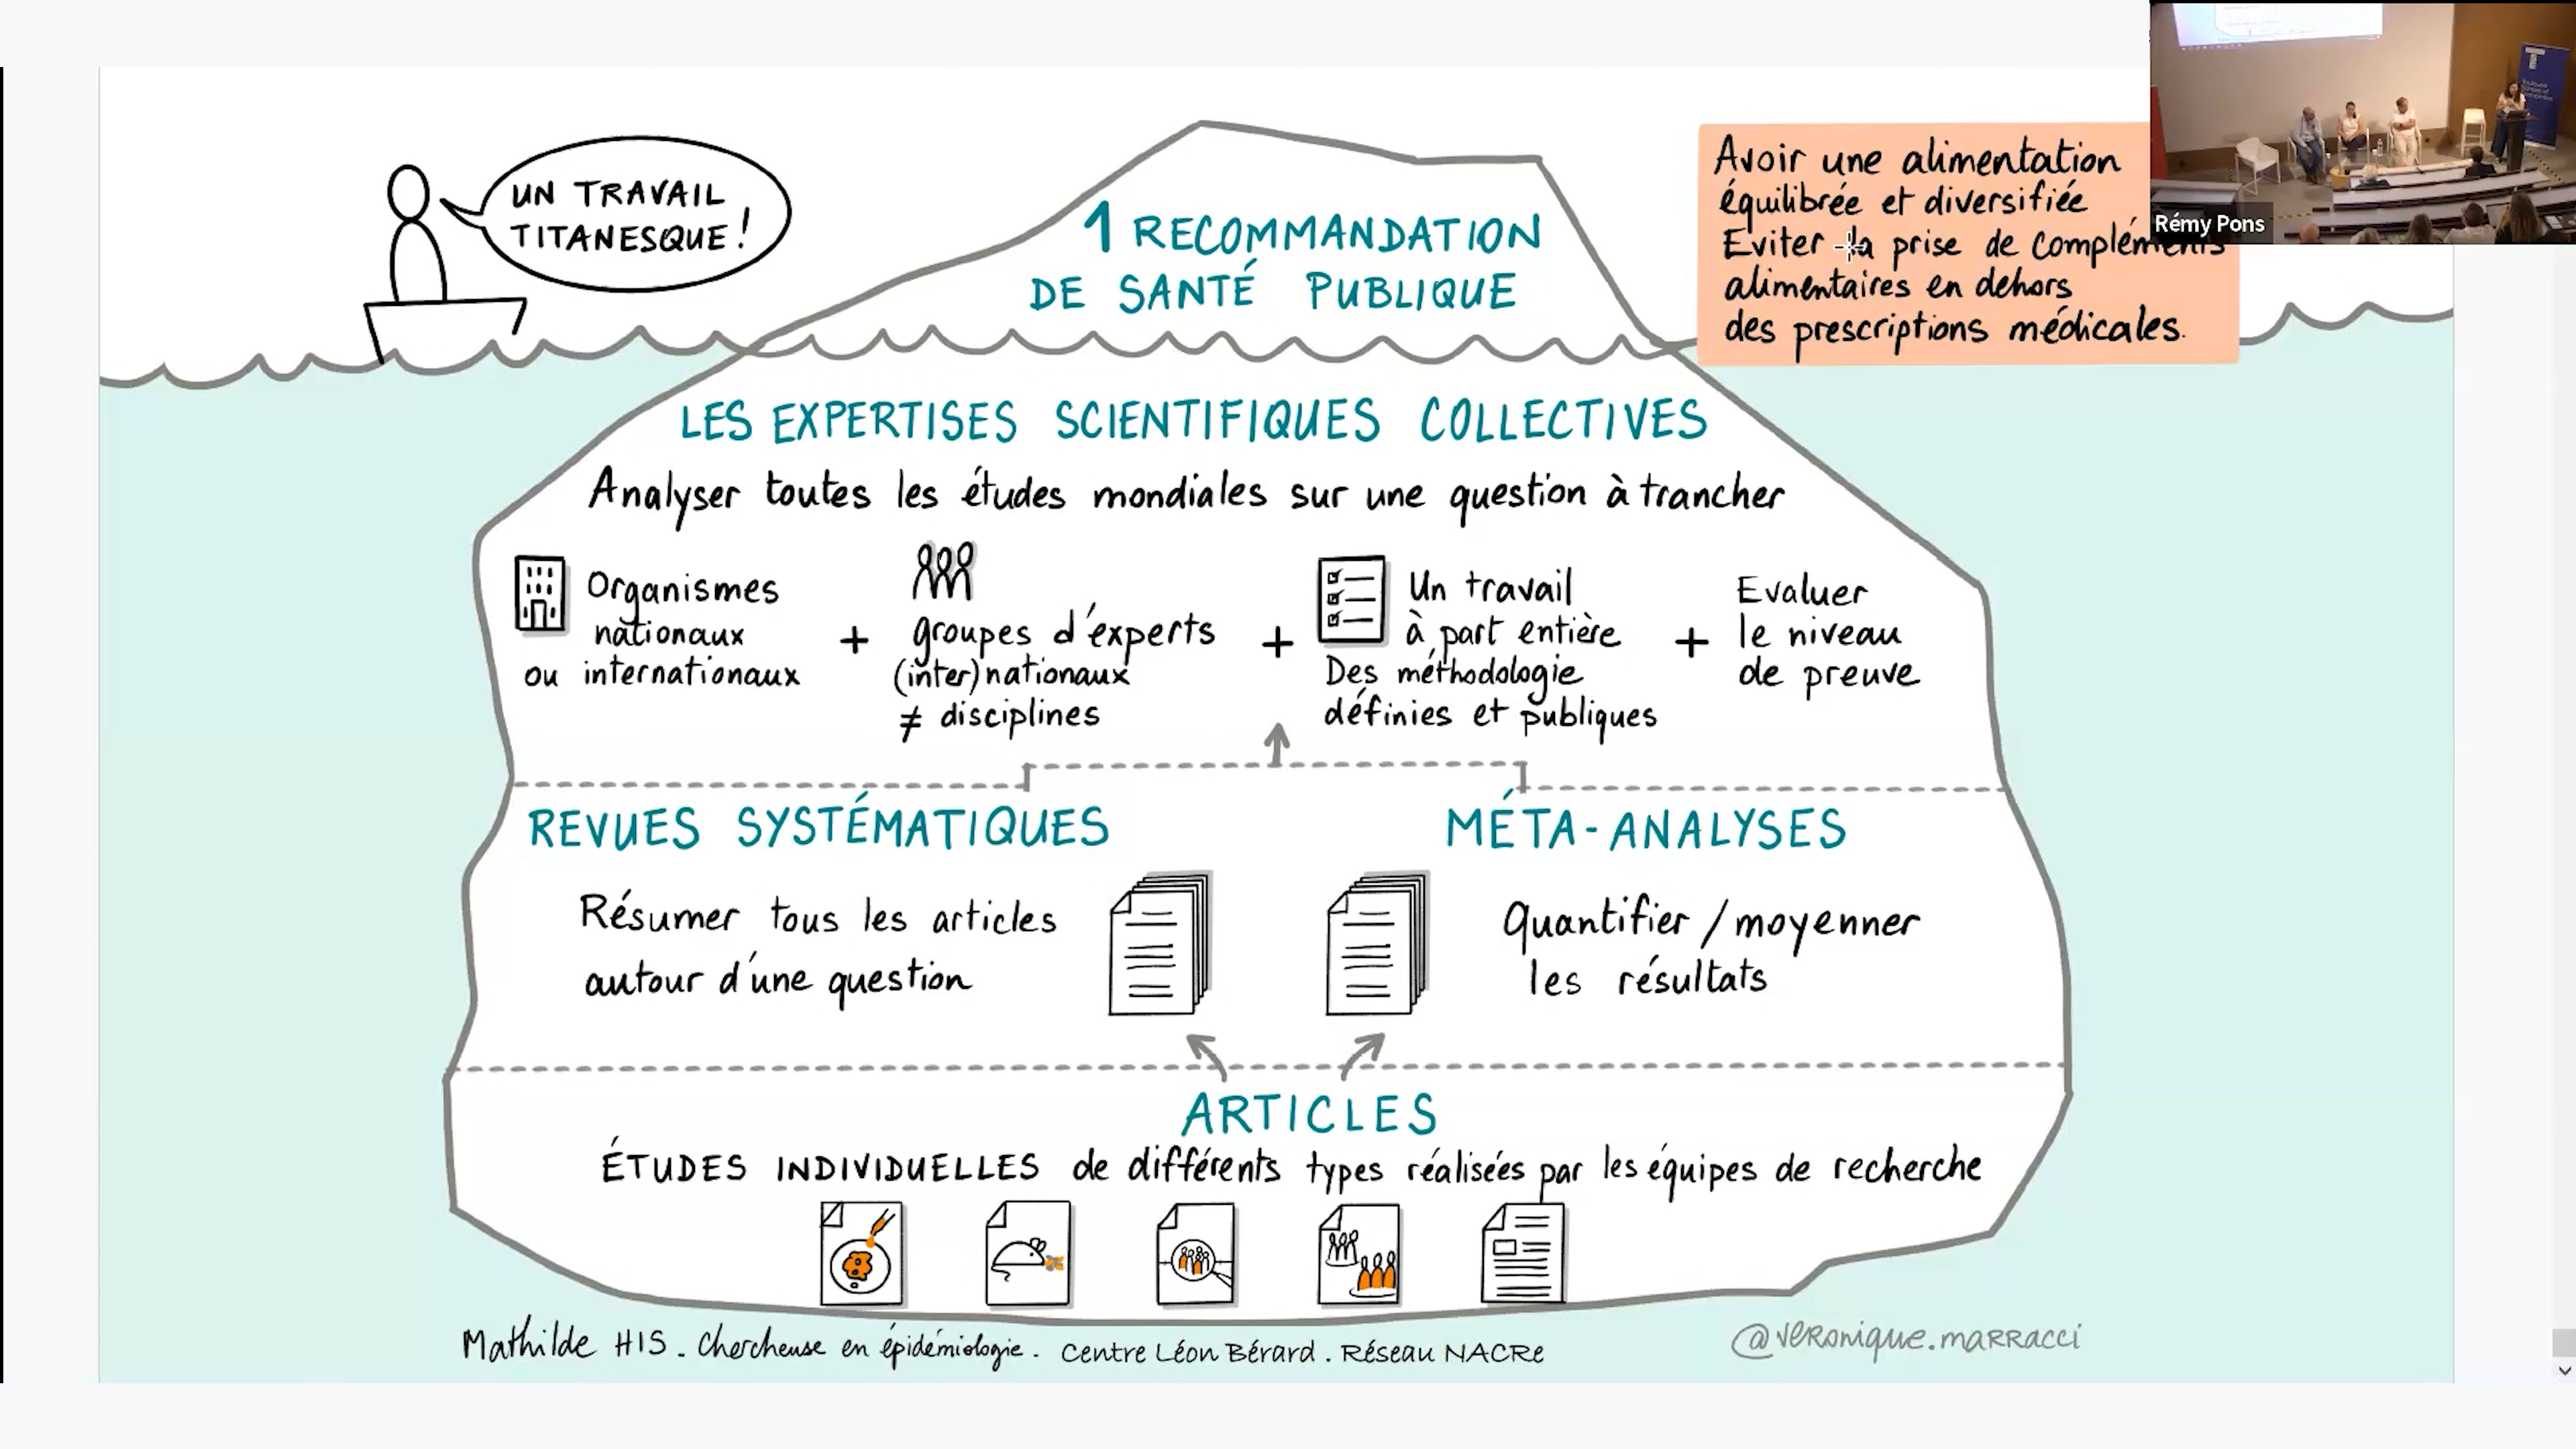 UN TRAVAIL
TITANESQUE!
1 RECOMMANDATION
DE SANTÉ PUBLIQUE
Avoir une alimentation
équilibrée et diversifiée
Eviter la prise de compléments
alimentaires en dehors
des prescriptions médicales.
Rémy Pons
LES EXPERTISES SCIENTIFIQUES COLLECTIVES
Analyser toutes les études mondiales sur une question à trancher
Organismes
nationaux
ou internationaux
+
groupes d'experts
(inter)nationaux
≠ disciplines
+
Un travail
à part entière
Des méthodologie
définies et publiques
+
Evaluer
le niveau
de preuve
REVUES SYSTÉMATIQUES
Résumer tous les articles
autour d'une question
MÉTA-ANALYSES
Quantifier / moyenner
les résultats
ARTICLES
ÉTUDES INDIVIDUELLES de différents types réalisées par les équipes de recherche
Mathilde HIS. Chercheuse en épidémiologie. Centre Léon Bérard. Réseau NACRe
@veronique.marracci